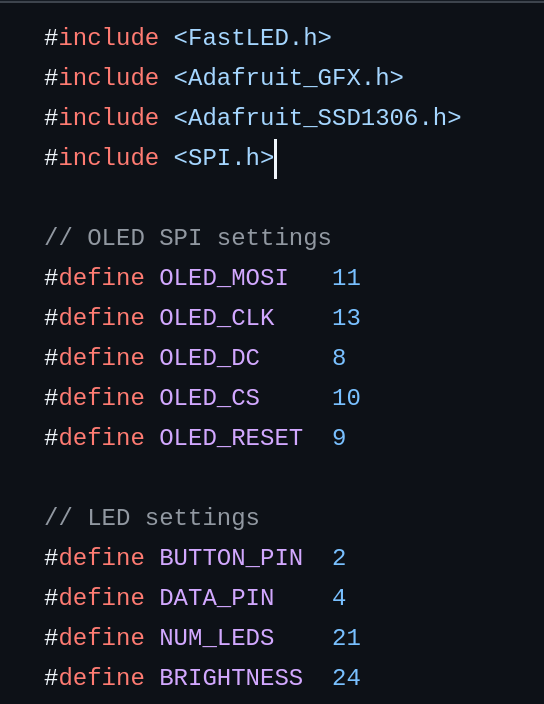 #include <FastLED.h>
#include <Adafruit_GFX.h>
#include <Adafruit_SSD1306.h>
#include <SPI.h>

// OLED SPI settings
#define OLED_MOSI   11
#define OLED_CLK    13
#define OLED_DC     8
#define OLED_CS     10
#define OLED_RESET  9

// LED settings
#define BUTTON_PIN  2
#define DATA_PIN    4
#define NUM_LEDS    21
#define BRIGHTNESS  24